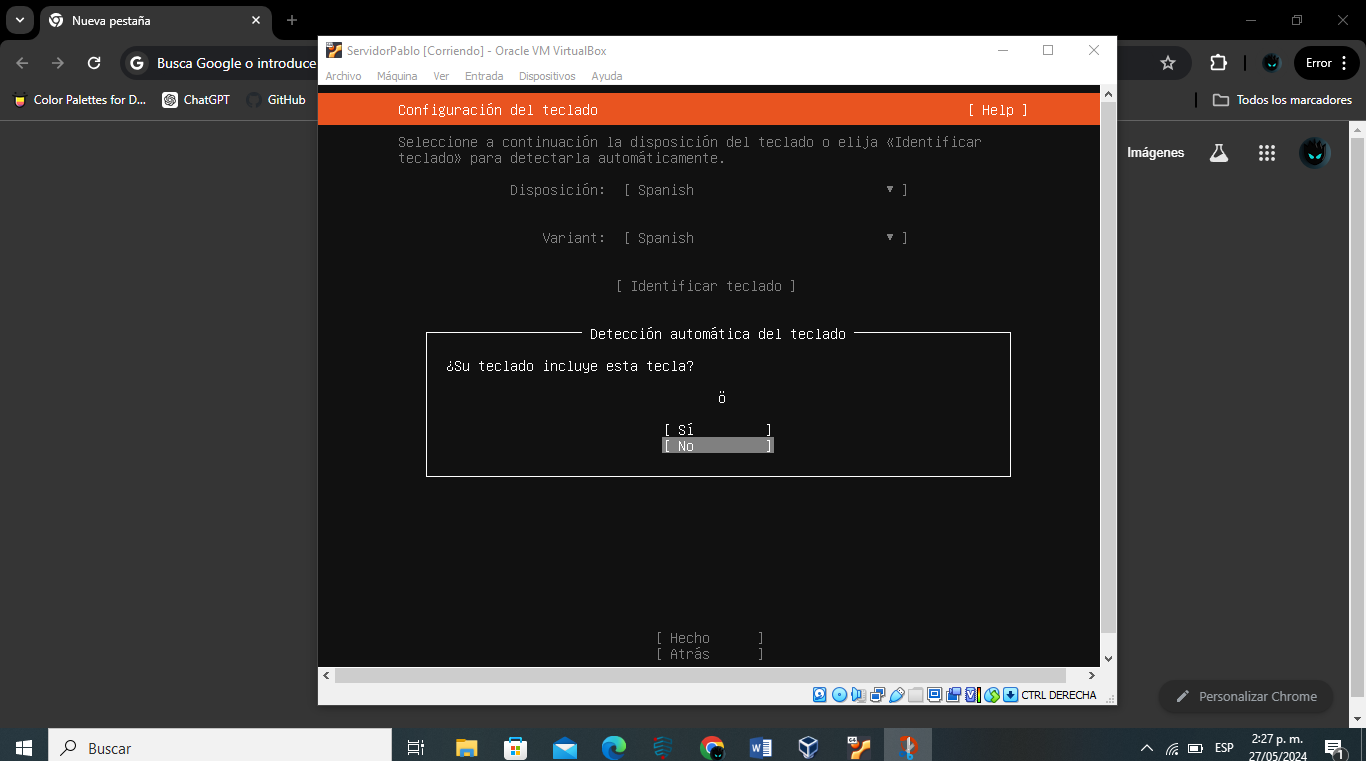 Nueva pestaña
ServidorPablo [Corriendo] - Oracle VM VirtualBox
Busca Google o introduce
Error
Archivo Máquina Ver Entrada Dispositivos Ayuda
Color Palettes for D... ChatGPT GitHub
Todos los marcadores
Configuración del teclado [ Help ]
Seleccione a continuación la disposición del teclado o elija «Identificar
teclado» para detectarla automáticamente.
Imágenes
Disposición: [ Spanish ▾ ]
Variant: [ Spanish ▾ ]
[ Identificar teclado ]
Detección automática del teclado
¿Su teclado incluye esta tecla?
ö
[ Sí ]
[ No ]
[ Hecho ]
[ Atrás ]
CTRL DERECHA
Personalizar Chrome
Buscar
ESP
2:27 p. m.
27/05/2024
1